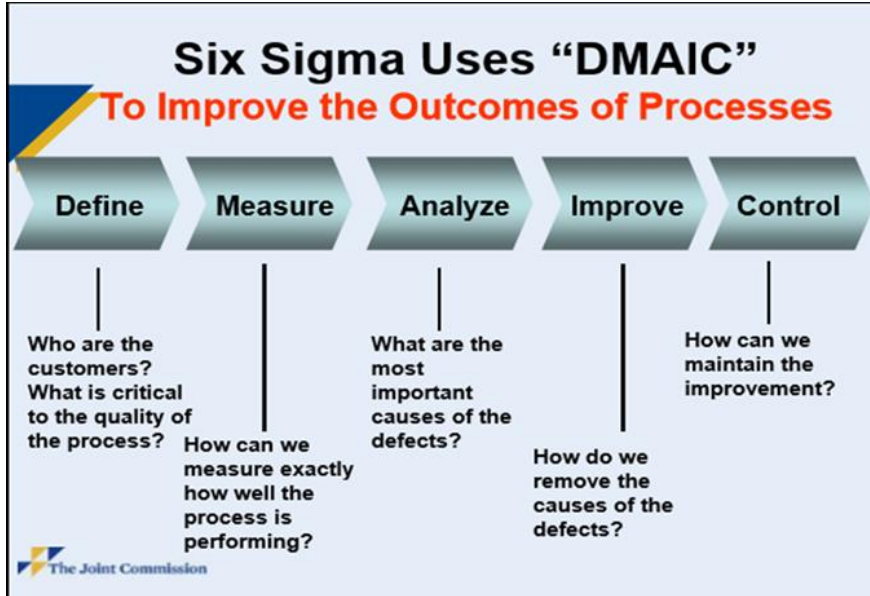 Six Sigma Uses “DMAIC”
To Improve the Outcomes of Processes
Define
Measure
Analyze
Improve
Control
Who are the
customers?
What is critical
to the quality of
the process?
How can we
measure exactly
how well the
process is
performing?
What are the
most
important
causes of the
defects?
How do we
remove the
causes of the
defects?
How can we
maintain the
improvement?
The Joint Commission